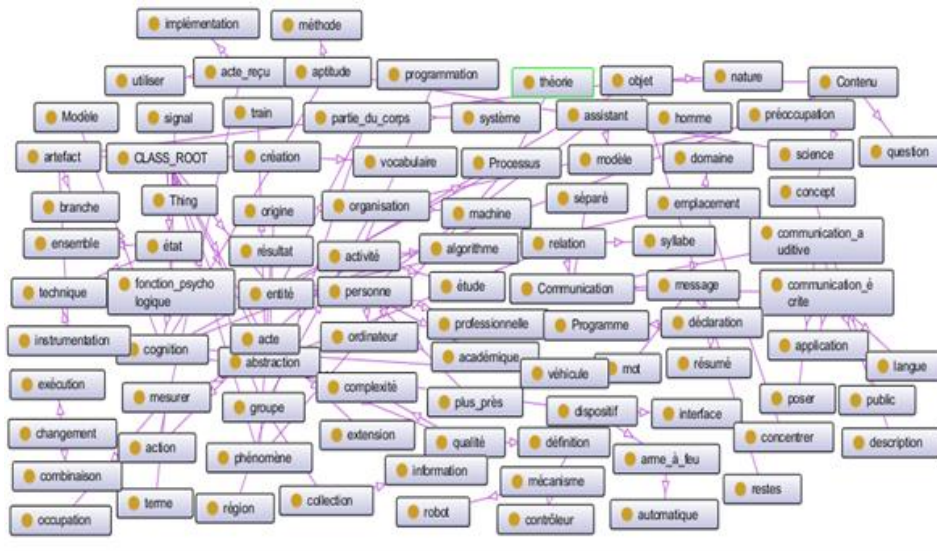 implémentation
méthode
utiliser
acte_reçu
aptitude
programmation
théorie
objet
nature
Contenu
Modèle
signal
train
partie_du_corps
système
assistant
homme
préoccupation
artefact
CLASS_ROOT
création
vocabulaire
Processus
modèle
domaine
science
question
branche
Thing
origine
organisation
machine
séparé
emplacement
concept
ensemble
état
résultat
activité
algorithme
relation
syllabe
communication_a
uditive
technique
fonction_psycho
logique
entité
personne
étude
Communication
message
communication_é
crite
instrumentation
cognition
acte
ordinateur
professionnelle
Programme
déclaration
application
abstraction
académique
véhicule
mot
résumé
langue
exécution
mesurer
groupe
complexité
plus_près
dispositif
interface
poser
public
changement
action
phénomène
extension
qualité
définition
arme_à_feu
concentrer
description
combinaison
terme
région
collection
information
mécanisme
restes
occupation
robot
contrôleur
automatique